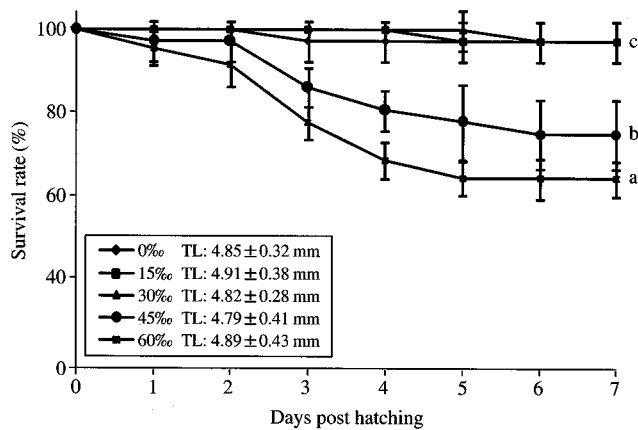 Survival rate (%)
100
80
60
40
0
c
b
a
0‰ TL: 4.85±0.32 mm
15‰ TL: 4.91±0.38 mm
30‰ TL: 4.82±0.28 mm
45‰ TL: 4.79±0.41 mm
60‰ TL: 4.89±0.43 mm
0 1 2 3 4 5 6 7
Days post hatching